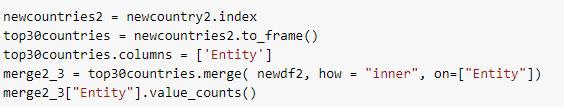 newcountries2 = newcountry2.index
top30countries = newcountries2.to_frame()
top30countries.columns = ['Entity']
merge2_3 = top30countries.merge( newdf2, how = "inner", on=["Entity"])
merge2_3["Entity"].value_counts()